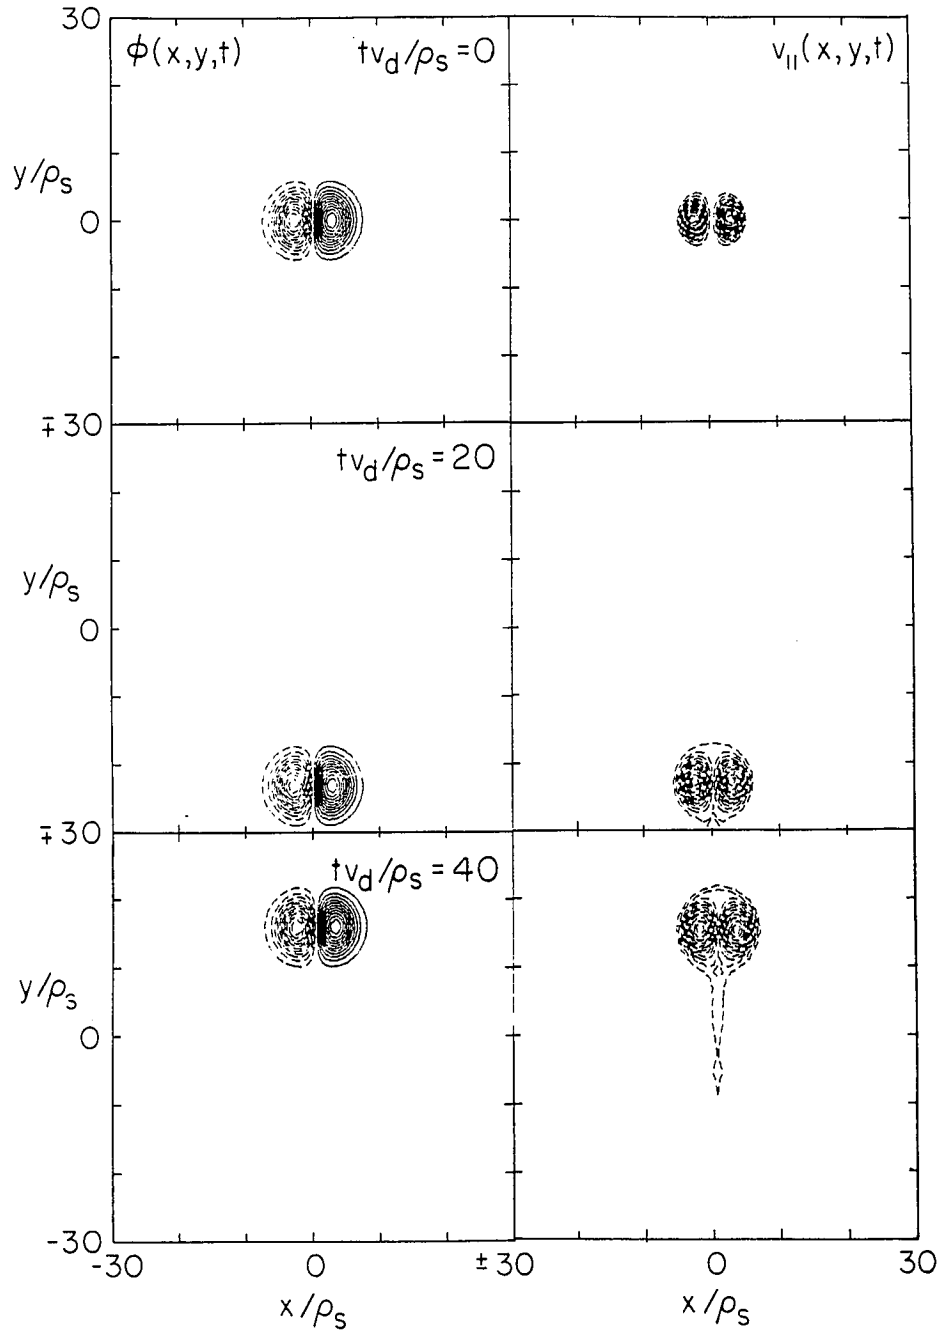 30
ϕ(x,y,t)
tv_d/ρ_s=0
v_{||}(x,y,t)
y/ρ_s
0
∓30
tv_d/ρ_s=20
y/ρ_s
0
∓30
tv_d/ρ_s=40
y/ρ_s
0
-30
-30
0
±30
0
30
x/ρ_s
x/ρ_s